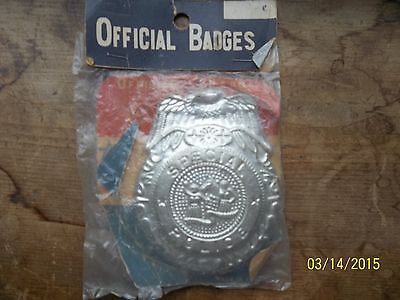 OFFICIAL BADGES
SPECIAL
POLICE
03/14/2015